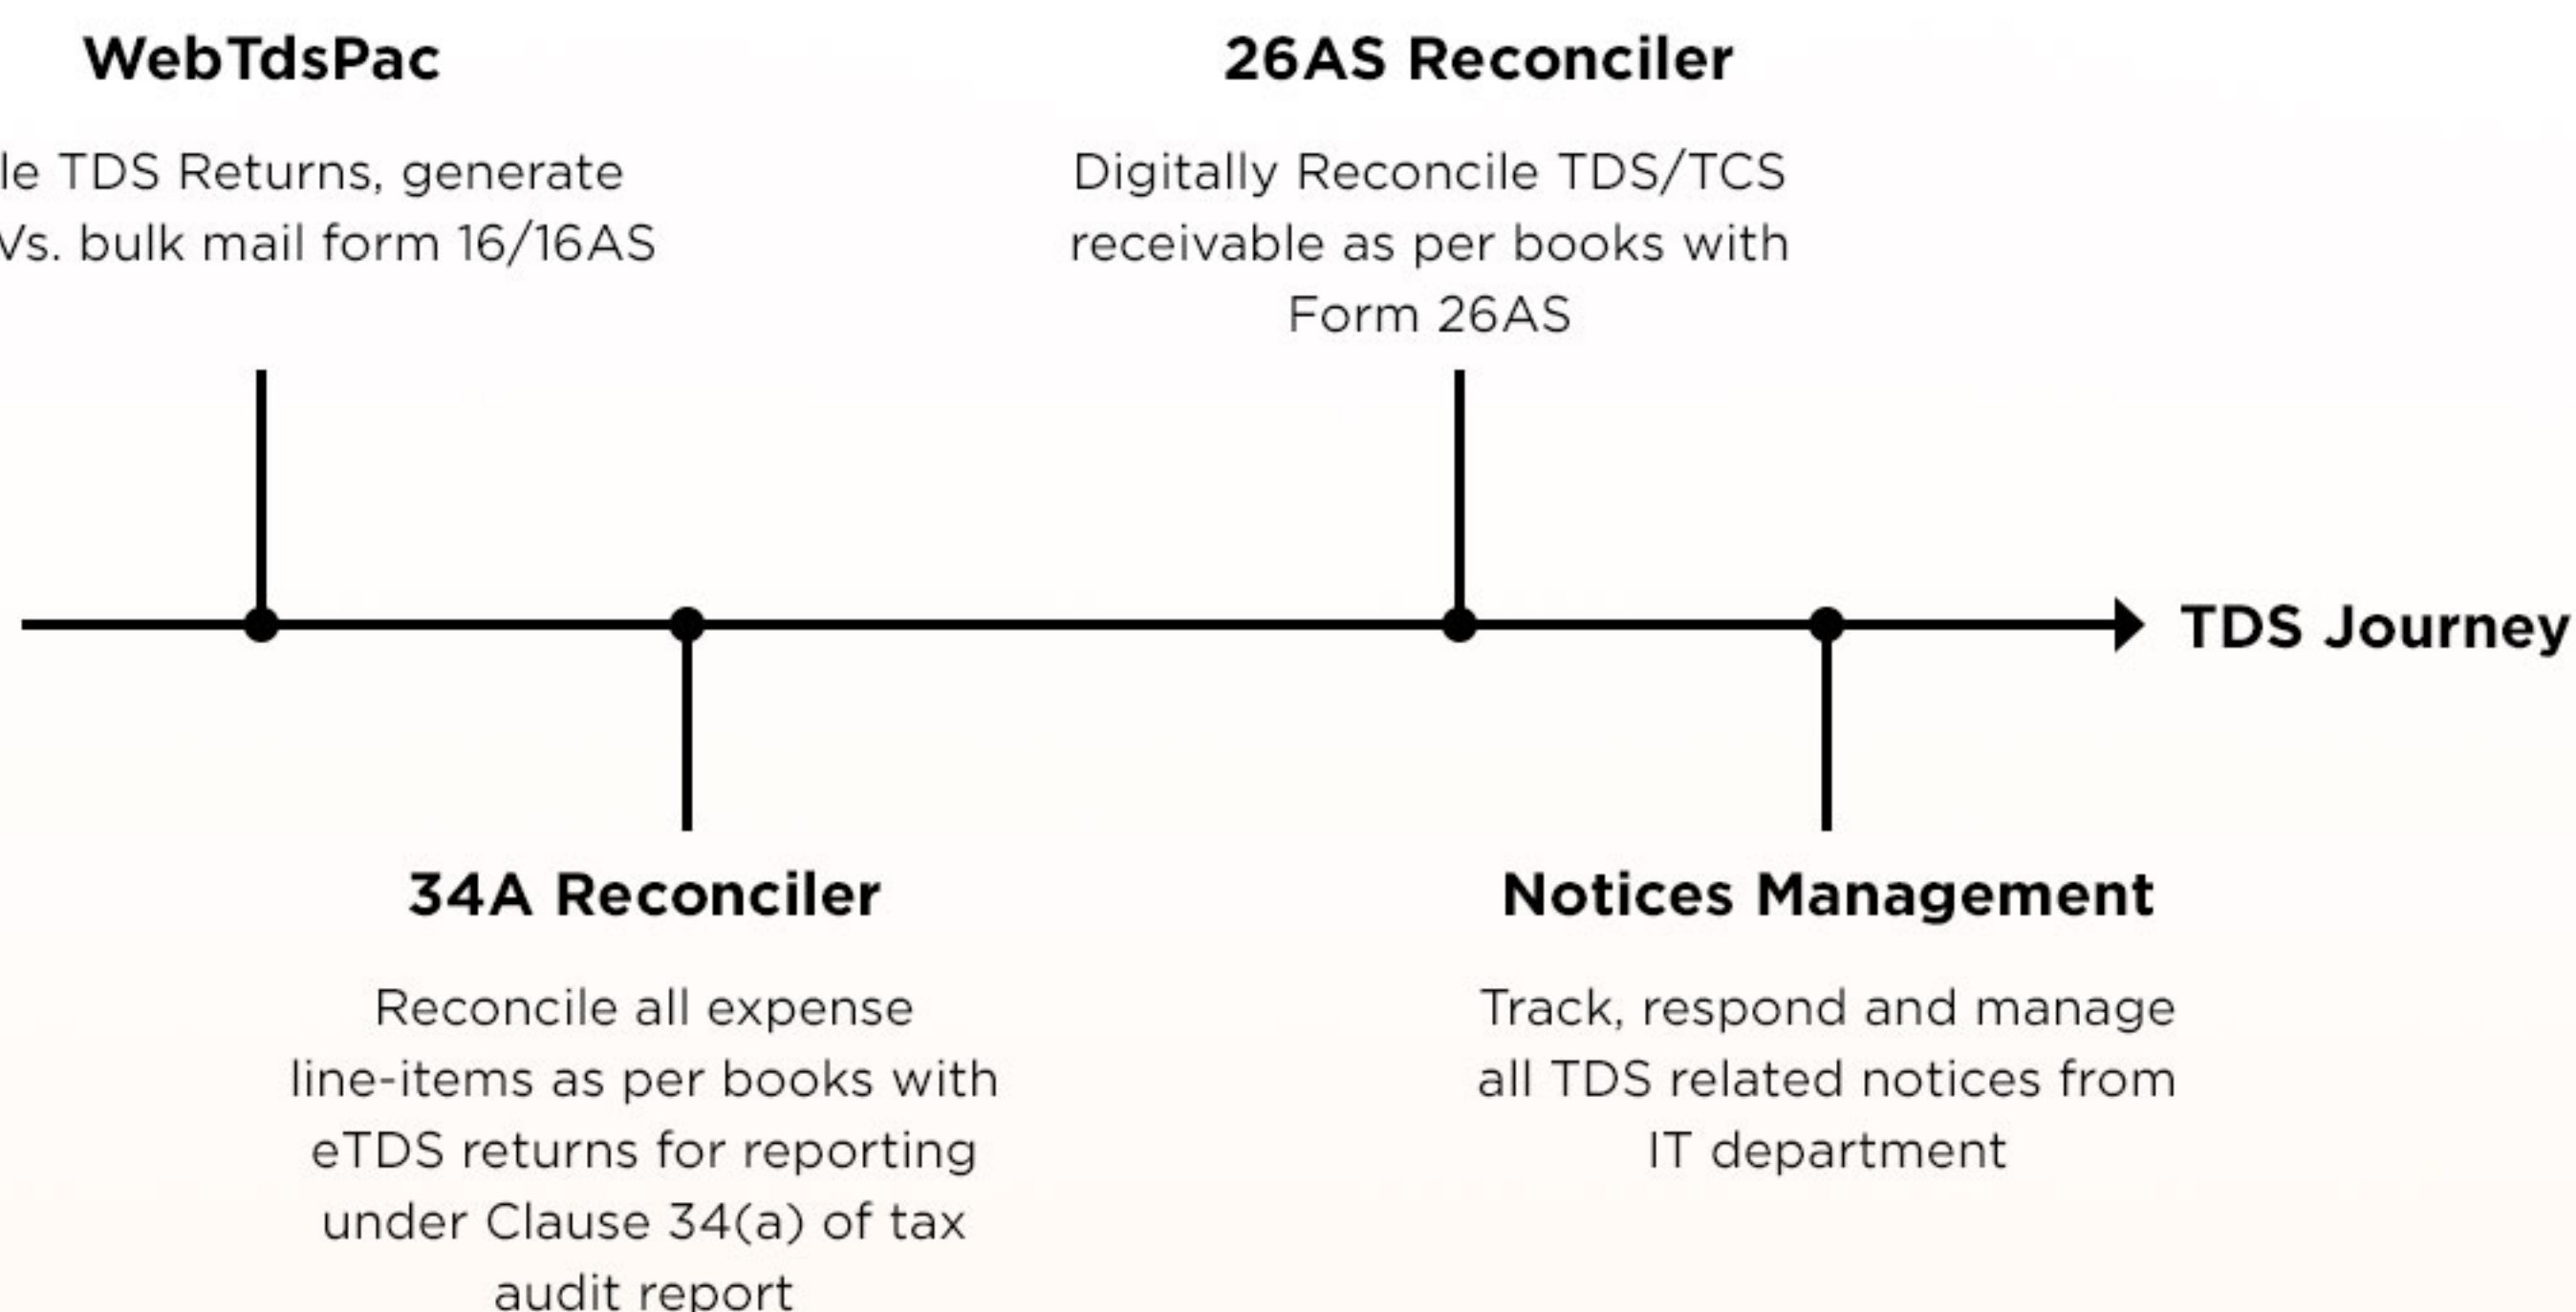 WebTdsPac
le TDS Returns, generate
Vs. bulk mail form 16/16AS
26AS Reconciler
Digitally Reconcile TDS/TCS
receivable as per books with
Form 26AS
TDS Journey
34A Reconciler
Reconcile all expense
line-items as per books with
eTDS returns for reporting
under Clause 34(a) of tax
audit report
Notices Management
Track, respond and manage
all TDS related notices from
IT department